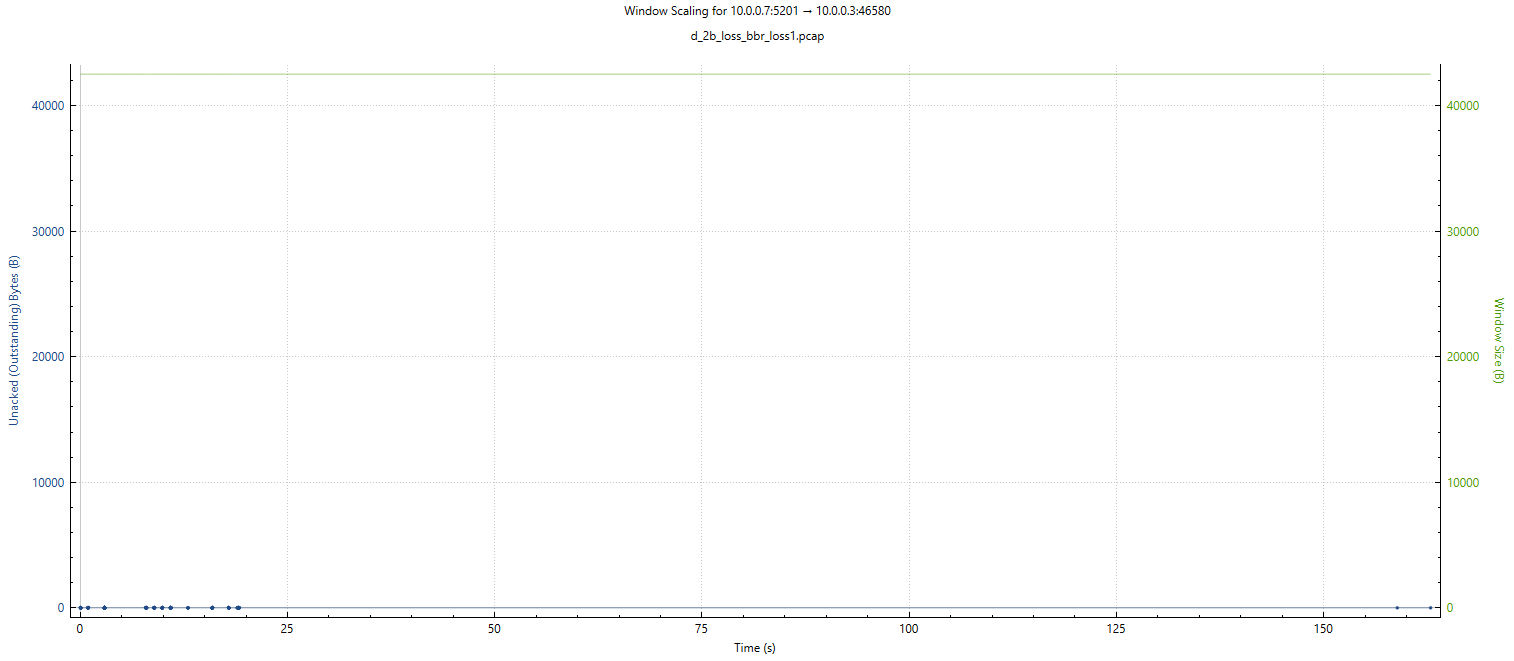 Window Scaling for 10.0.0.7:5201 → 10.0.0.3:46580
d_2b_loss_bbr_loss1.pcap
Unacked (Outstanding) Bytes (B)
40000
30000
20000
10000
0
40000
30000
20000
10000
0
Window Size (B)
0 25 50 75 100 125 150
Time (s)